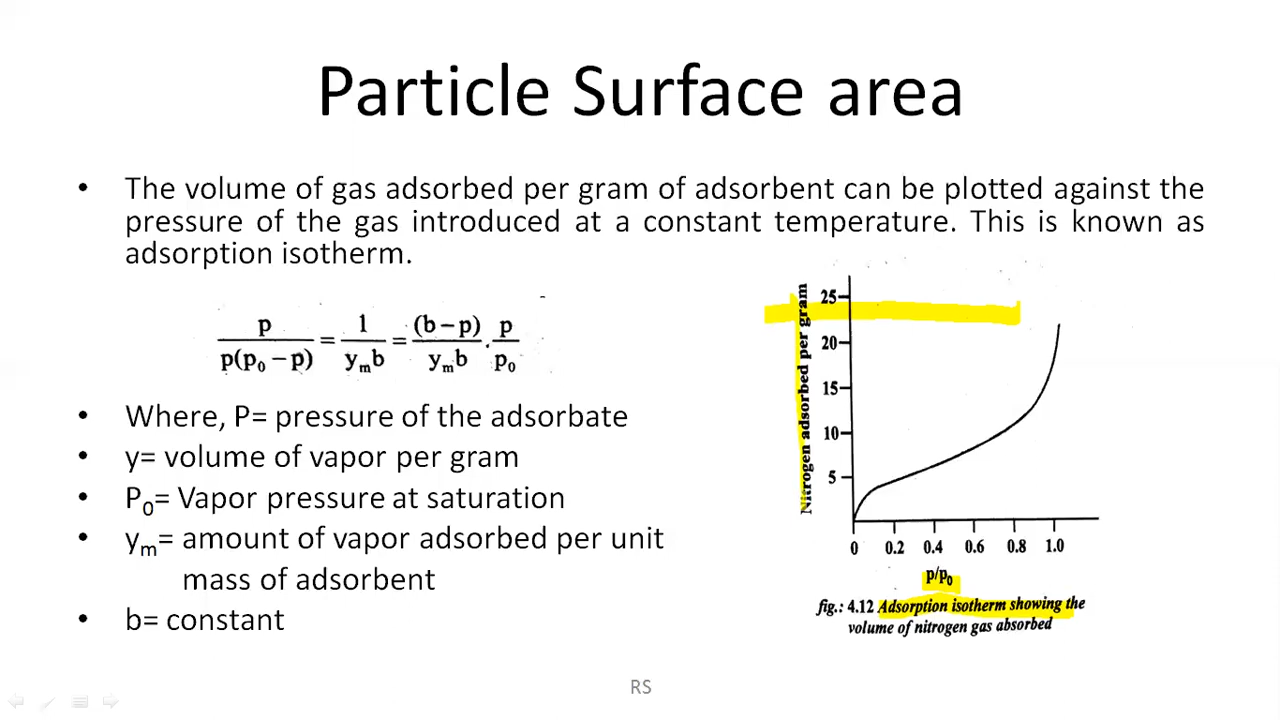 Particle Surface area
• The volume of gas adsorbed per gram of adsorbent can be plotted against the
pressure of the gas introduced at a constant temperature. This is known as
adsorption isotherm.
p/p(p₀−p) = 1/yₘb = (b−p)/yₘb . p/p₀
• Where, P= pressure of the adsorbate
• y= volume of vapor per gram
• P₀= Vapor pressure at saturation
• yₘ= amount of vapor adsorbed per unit
mass of adsorbent
• b= constant
Nitrogen adsorbed per gram
25
20
15
10
5
0 0.2 0.4 0.6 0.8 1.0
p/p₀
fig.: 4.12 Adsorption isotherm showing the
volume of nitrogen gas absorbed
RS